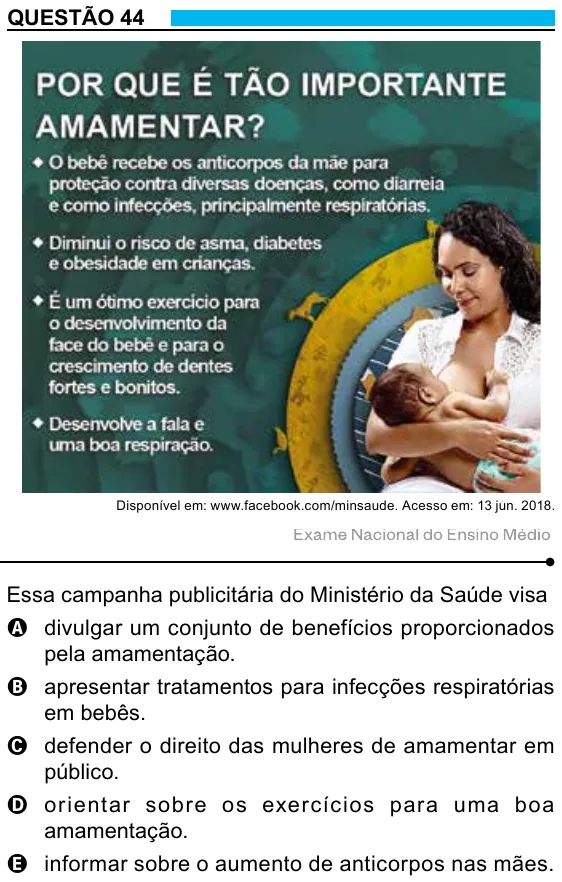 QUESTÃO 44
POR QUE É TÃO IMPORTANTE
AMAMENTAR?
O bebê recebe os anticorpos da mãe para
proteção contra diversas doenças, como diarreia
e como infecções, principalmente respiratórias.
Diminui o risco de asma, diabetes
e obesidade em crianças.
É um ótimo exercício para
o desenvolvimento da
face do bebê e para o
crescimento de dentes
fortes e bonitos.
Desenvolve a fala e
uma boa respiração.
Disponível em: www.facebook.com/minsaude. Acesso em: 13 jun. 2018.
Exame Nacional do Ensino Médio
Essa campanha publicitária do Ministério da Saúde visa
A divulgar um conjunto de benefícios proporcionados
pela amamentação.
B apresentar tratamentos para infecções respiratórias
em bebês.
C defender o direito das mulheres de amamentar em
público.
D orientar sobre os exercícios para uma boa
amamentação.
E informar sobre o aumento de anticorpos nas mães.